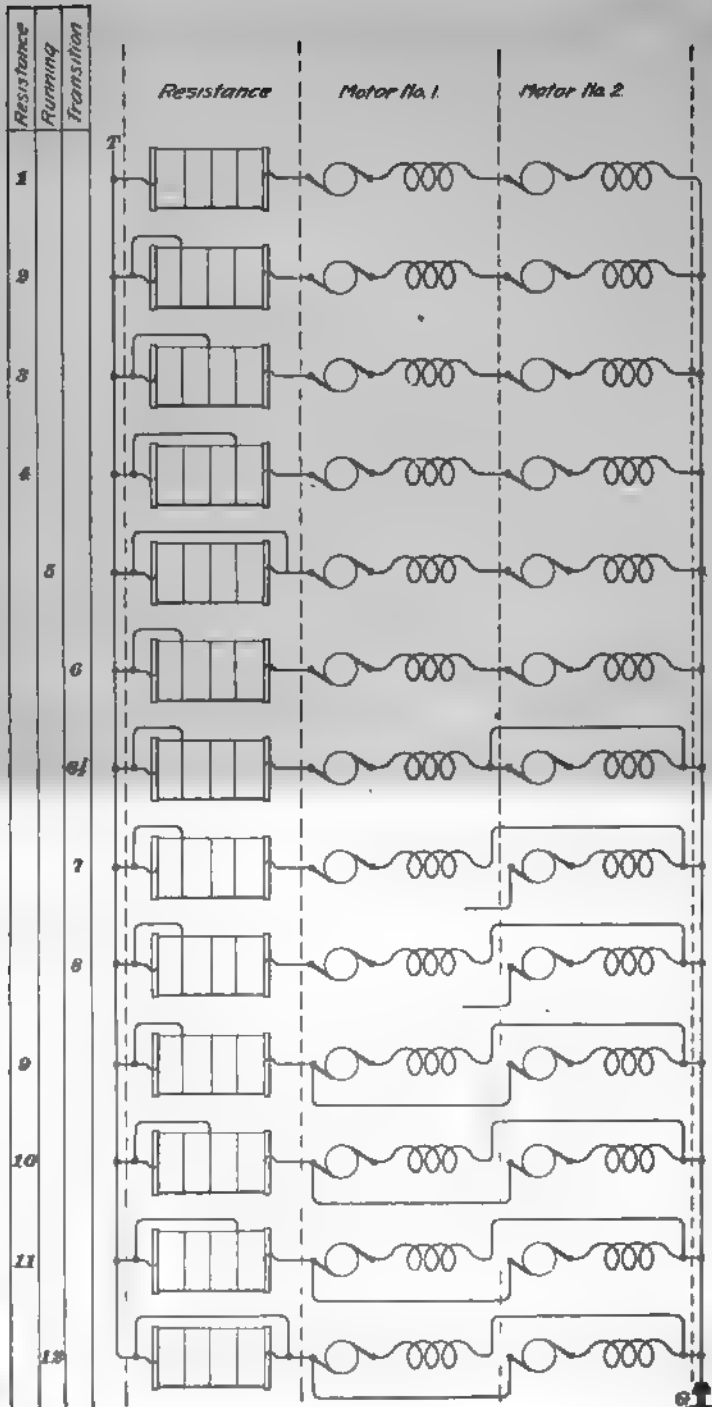 Resistance
Running
Transition
Resistance
Motor No. 1.
Motor No. 2.
T
1
2
3
4
5
6
6½
7
8
9
10
11
12
G